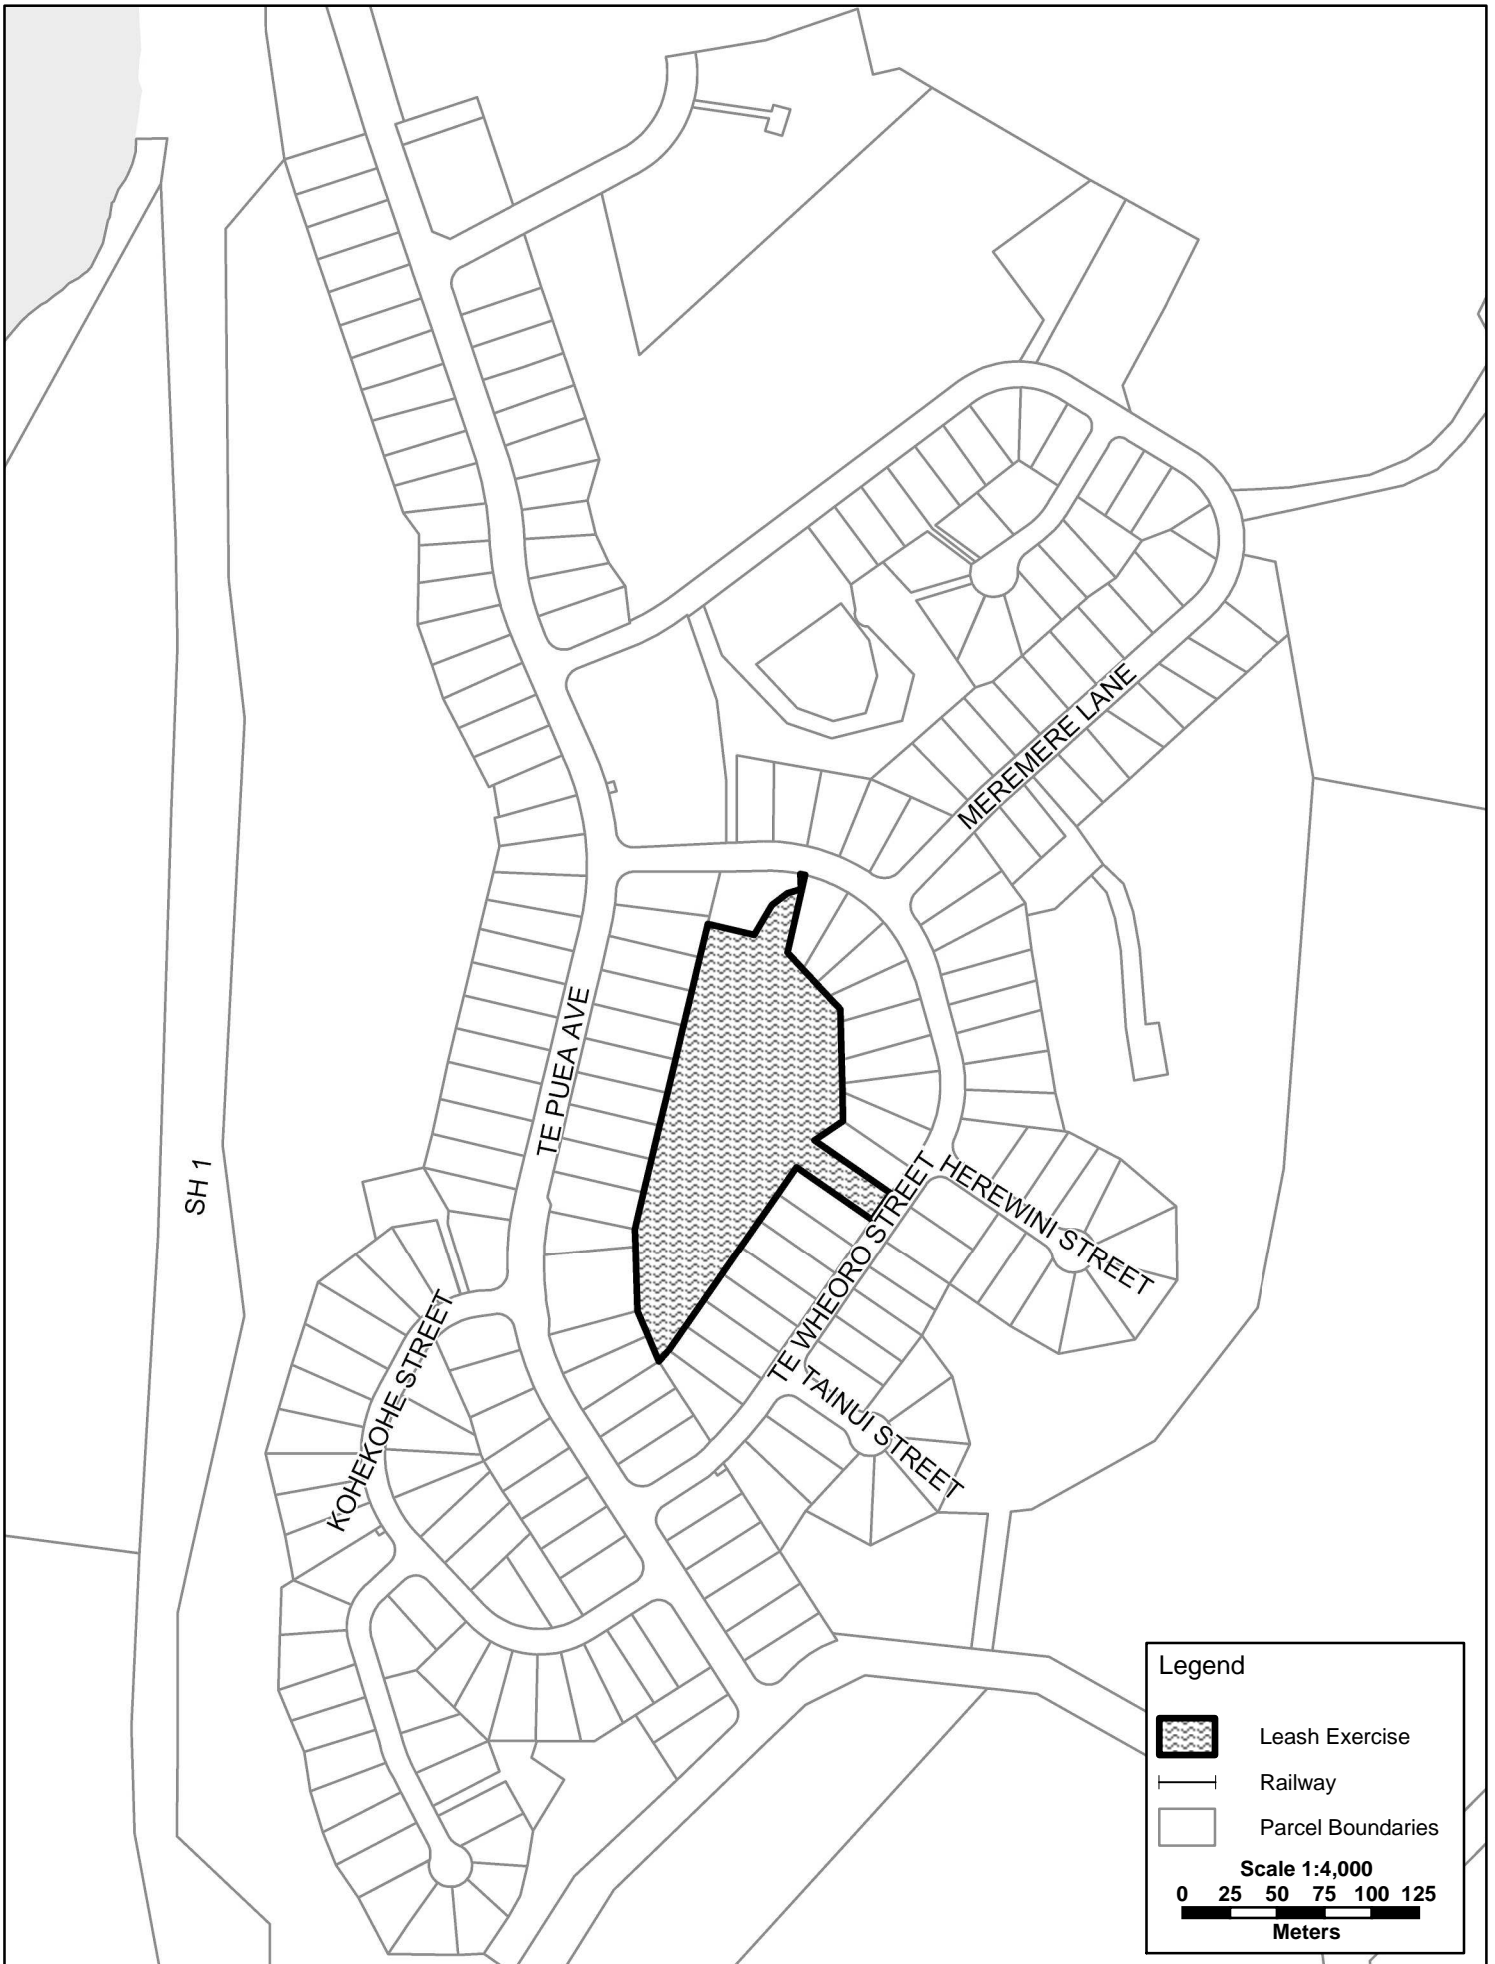 MEREMERE LANE
TE PUEA AVE
SH 1
HEREWINI STREET
TE WHEORO STREET
KOHEKOHE STREET
TAINUI STREET
Legend
Leash Exercise
Railway
Parcel Boundaries
Scale 1:4,000
0 25 50 75 100 125
Meters